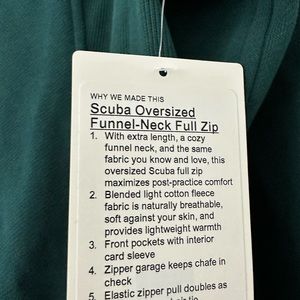 WHY WE MADE THIS
Scuba Oversized
Funnel-Neck Full Zip
1. With extra length, a cozy
funnel neck, and the same
fabric you know and love, this
oversized Scuba full zip
maximizes post-practice comfort
2. Blended light cotton fleece
fabric is naturally breathable,
soft against your skin, and
provides lightweight warmth
3. Front pockets with interior
card sleeve
4. Zipper garage keeps chafe in
check
5. Elastic zipper pull doubles as
hair tie